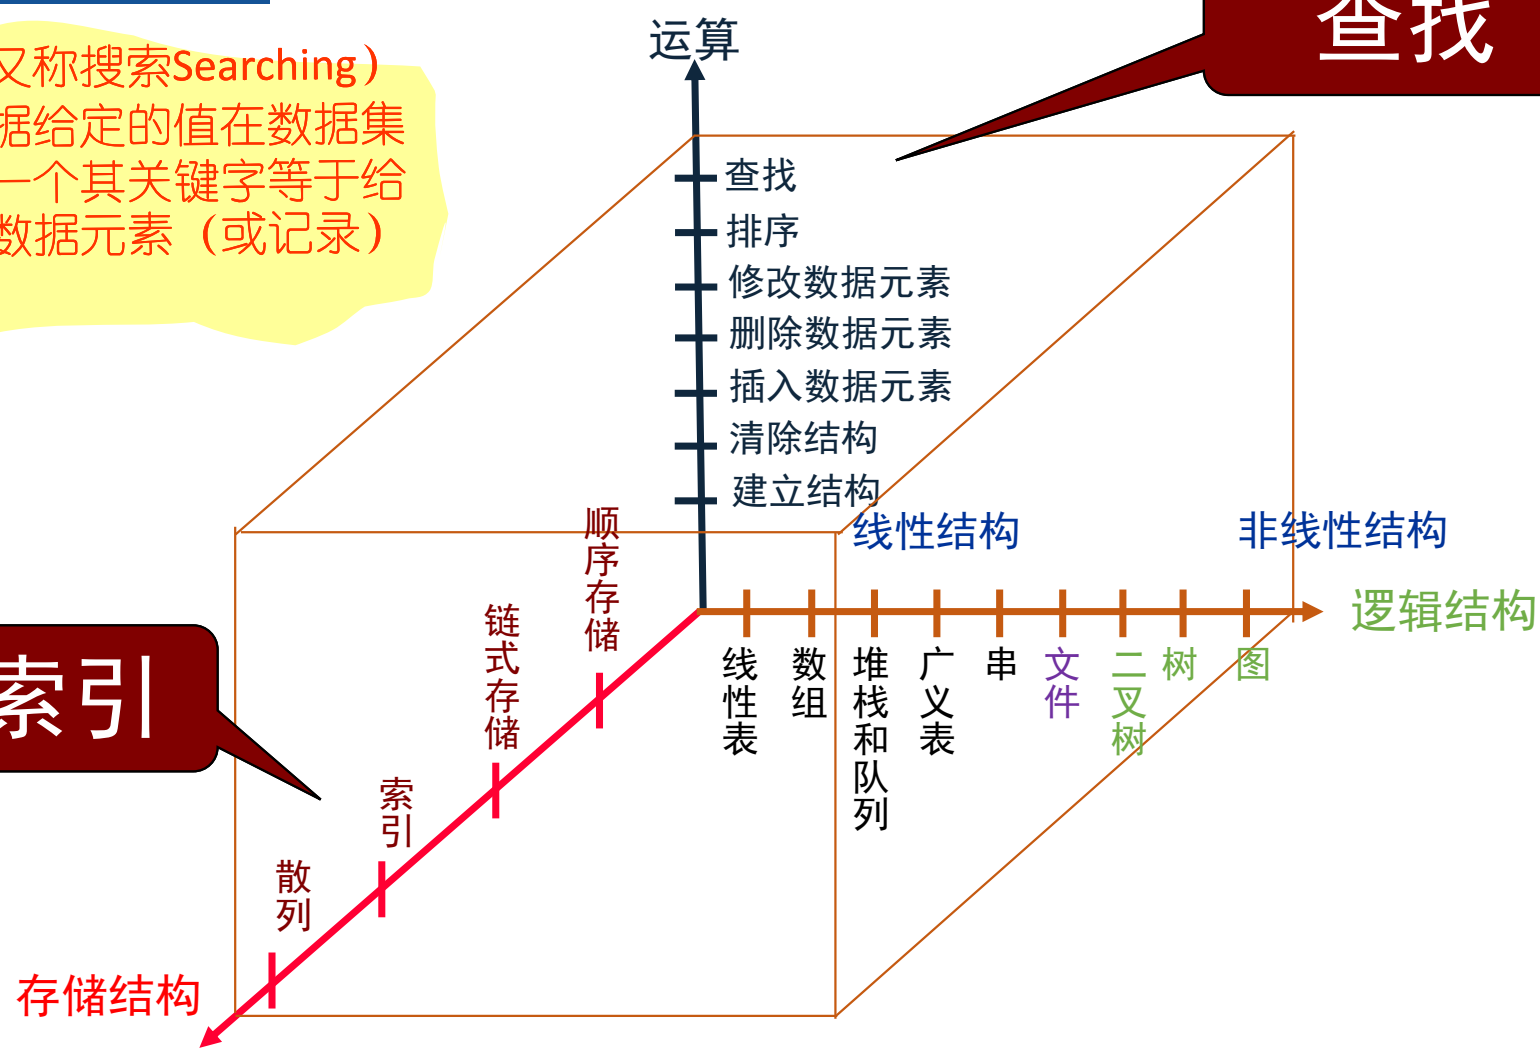 运算
查找
又称搜索Searching）
据给定的值在数据集
一个其关键字等于给
数据元素（或记录）
查找
排序
修改数据元素
删除数据元素
插入数据元素
清除结构
建立结构
线性结构
非线性结构
逻辑结构
顺序存储
链式存储
索引
散列
存储结构
索引
线性表
数组
堆栈和队列
广义表
串
文件
二叉树
树
图